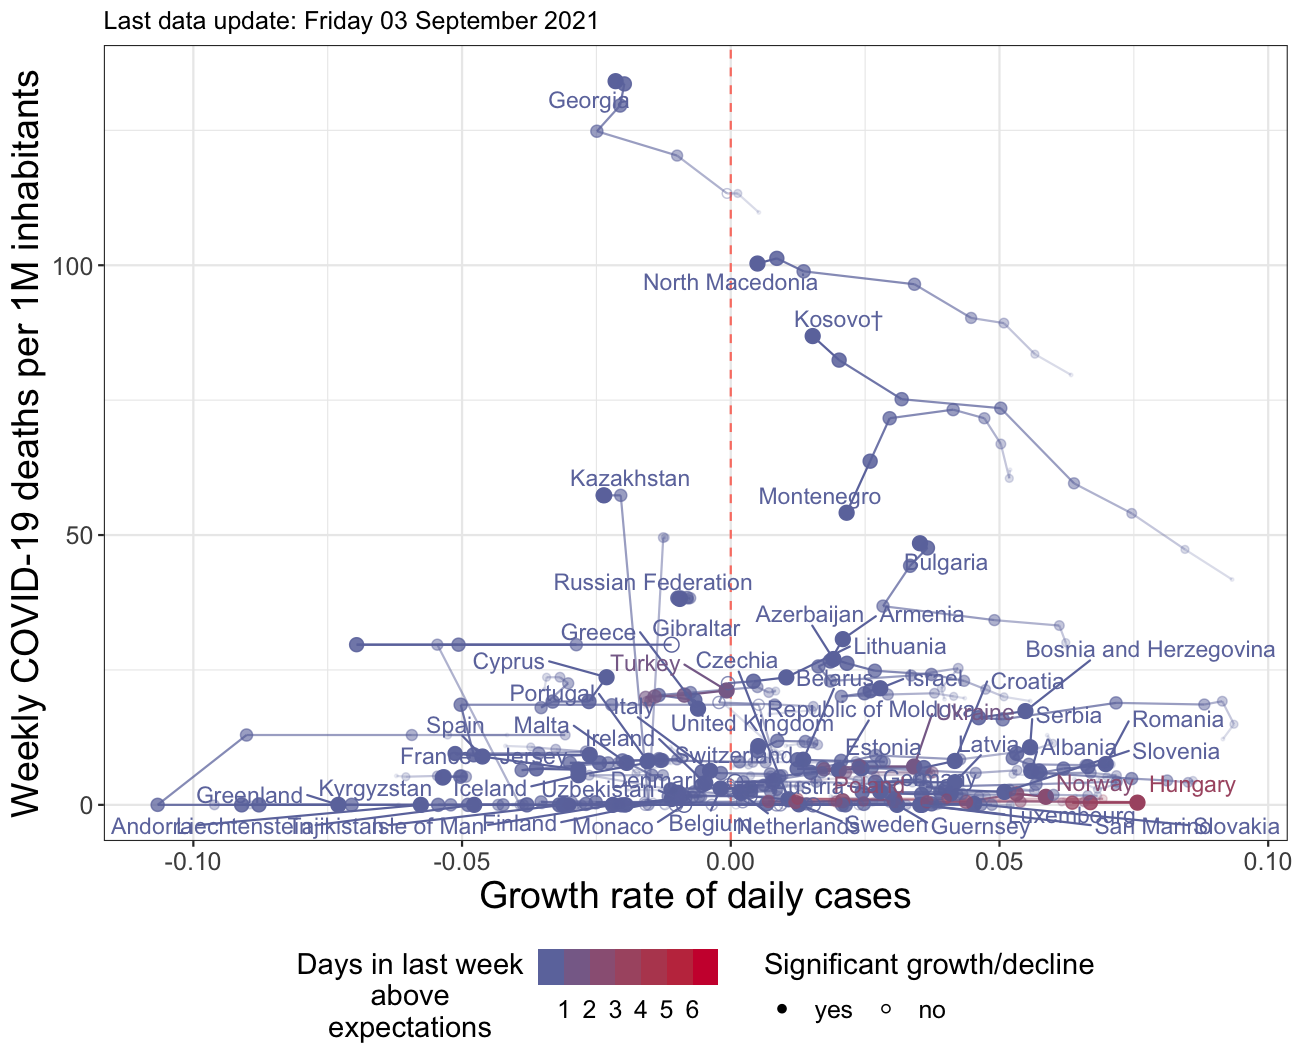 Last data update: Friday 03 September 2021
Weekly COVID-19 deaths per 1M inhabitants
100
50
0
Georgia
North Macedonia
Kosovo†
Kazakhstan
Montenegro
Bulgaria
Russian Federation
Azerbaijan
Armenia
Greece
Gibraltar
Lithuania
Bosnia and Herzegovina
Cyprus
Turkey
Czechia
Belarus
Israel
Croatia
Portugal
Italy
Republic of Moldova
Ukraine
Serbia
Spain
Malta
United Kingdom
Romania
Ireland
Estonia
Latvia
Albania
Slovenia
France
Jersey
Switzerland
Denmark
Germany
Norway
Hungary
Greenland
Kyrgyzstan
Iceland
Uzbekistan
Austria
Poland
Luxembourg
Andorra
Liechtenstein
Tajikistan
Isle of Man
Finland
Monaco
Belgium
Netherlands
Sweden
Guernsey
San Marino
Slovakia
-0.10
-0.05
0.00
0.05
0.10
Growth rate of daily cases
Days in last week
above
expectations
1 2 3 4 5 6
Significant growth/decline
yes
no